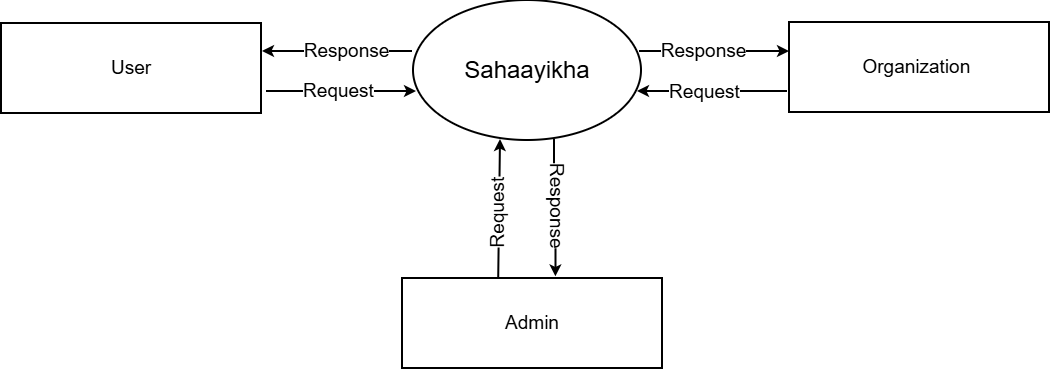 User
Response
Request
Sahaayikha
Response
Request
Organization
Request
Response
Admin